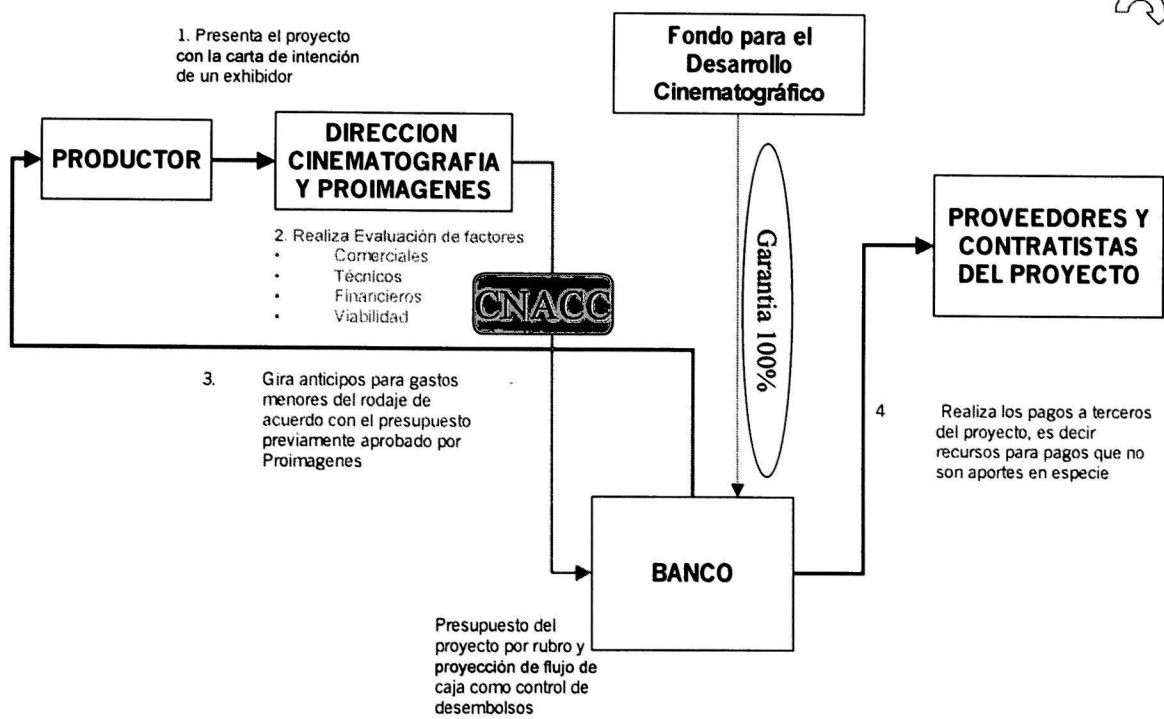 1. Presenta el proyecto
con la carta de intención
de un exhibidor
Fondo para el
Desarrollo
Cinematográfico
PRODUCTOR
DIRECCION
CINEMATOGRAFIA
Y PROIMAGENES
2. Realiza Evaluación de factores
• Comerciales
• Técnicos
• Financieros
• Viabilidad
CNACC
Garantia 100%
PROVEEDORES Y
CONTRATISTAS
DEL PROYECTO
3. Gira anticipos para gastos
menores del rodaje de
acuerdo con el presupuesto
previamente aprobado por
Proimagenes
4 Realiza los pagos a terceros
del proyecto, es decir
recursos para pagos que no
son aportes en especie
BANCO
Presupuesto del
proyecto por rubro y
proyección de flujo de
caja como control de
desembolsos